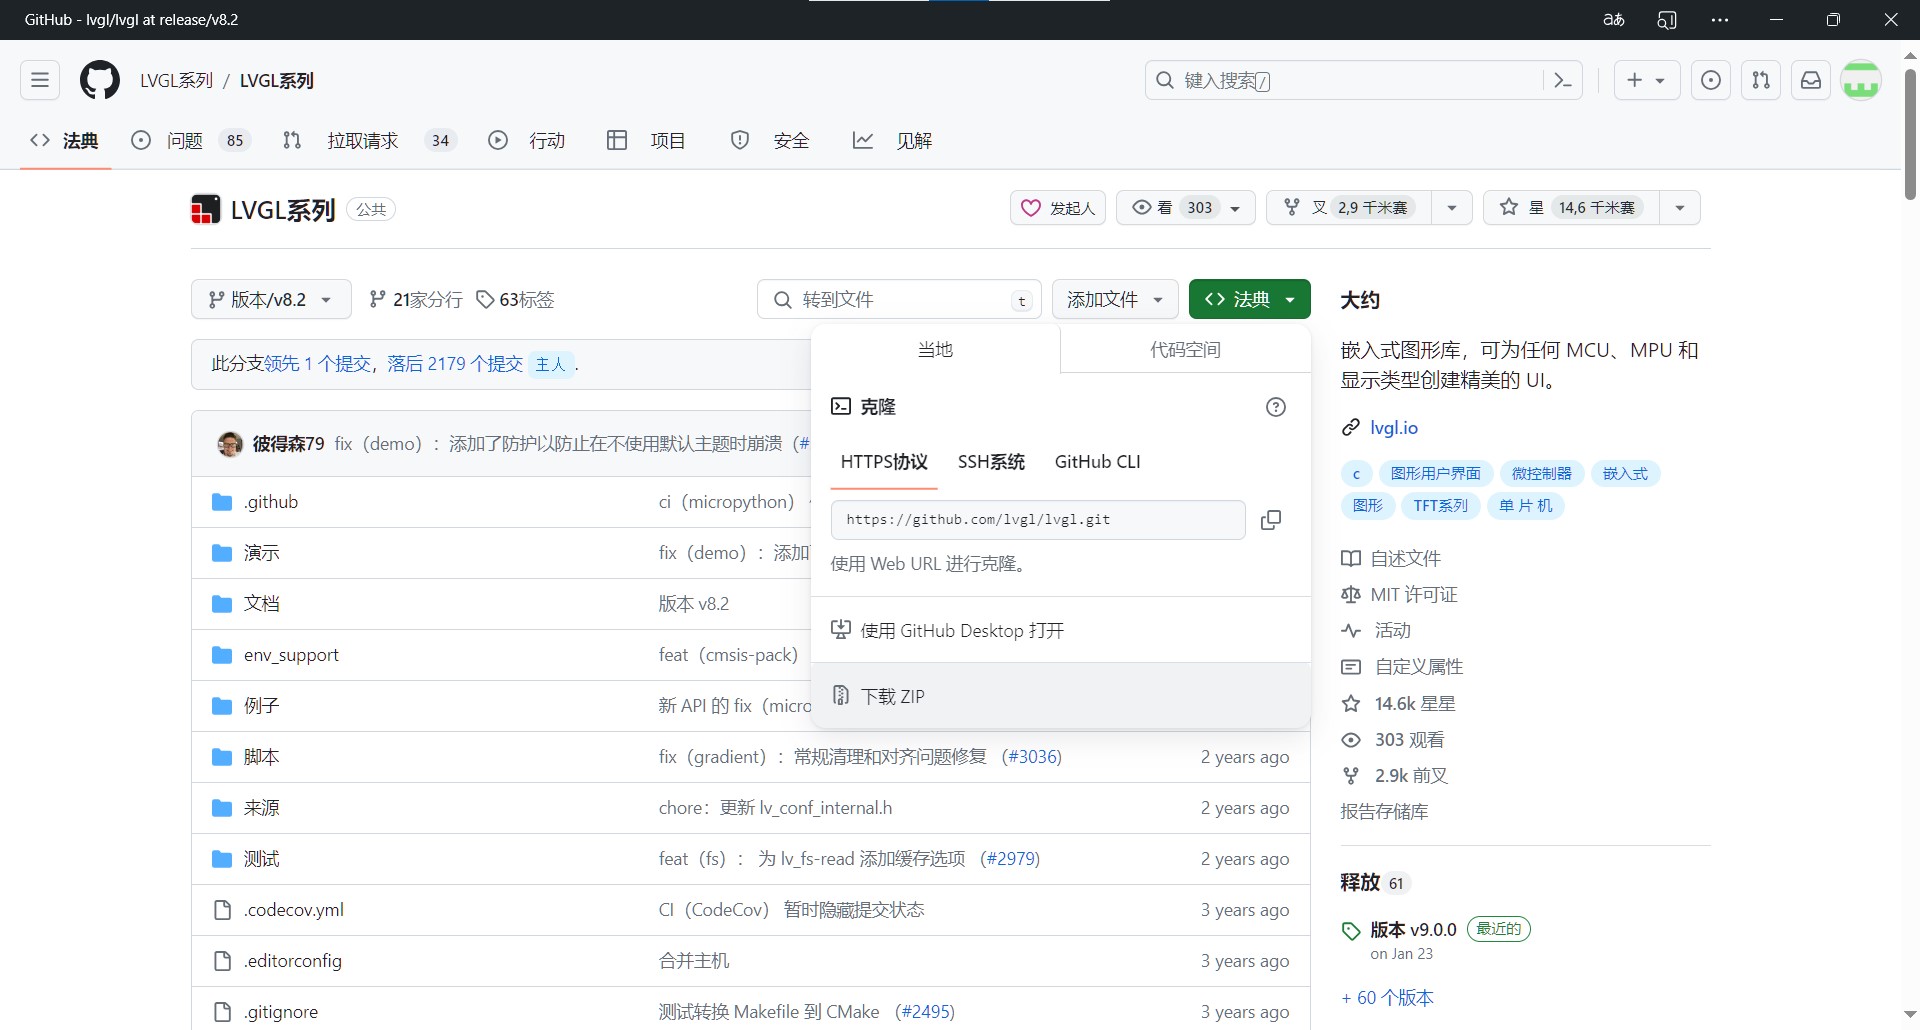 GitHub - lvgl/lvgl at release/v8.2
LVGL系列 / LVGL系列
键入搜索/
法典 问题 85 拉取请求 34 行动 项目 安全 见解
LVGL系列 公共
发起人 看 303 叉 2,9 千米赛 星 14,6 千米赛
版本/v8.2 21家分行 63标签 转到文件 t 添加文件 法典
此分支领先 1 个提交，落后 2179 个提交 主人 .
彼得森79 fix（demo）：添加了防护以防止在不使用默认主题时崩溃（#
.github ci（micropython）
演示 fix（demo）：添加
文档 版本 v8.2
env_support feat（cmsis-pack）
例子 新 API 的 fix（micro
脚本 fix（gradient）：常规清理和对齐问题修复 （#3036） 2 years ago
来源 chore：更新 lv_conf_internal.h 2 years ago
测试 feat（fs）： 为 lv_fs-read 添加缓存选项 （#2979） 2 years ago
.codecov.yml CI（CodeCov） 暂时隐藏提交状态 3 years ago
.editorconfig 合并主机 3 years ago
.gitignore 测试转换 Makefile 到 CMake （#2495） 3 years ago
当地 代码空间
克隆
HTTPS协议 SSH系统 GitHub CLI
https://github.com/lvgl/lvgl.git
使用 Web URL 进行克隆。
使用 GitHub Desktop 打开
下载 ZIP
大约
嵌入式图形库，可为任何 MCU、MPU 和
显示类型创建精美的 UI。
lvgl.io
c 图形用户界面 微控制器 嵌入式
图形 TFT系列 单 片 机
自述文件
MIT 许可证
活动
自定义属性
14.6k 星星
303 观看
2.9k 前叉
报告存储库
释放 61
版本 v9.0.0 最近的
on Jan 23
+ 60 个版本